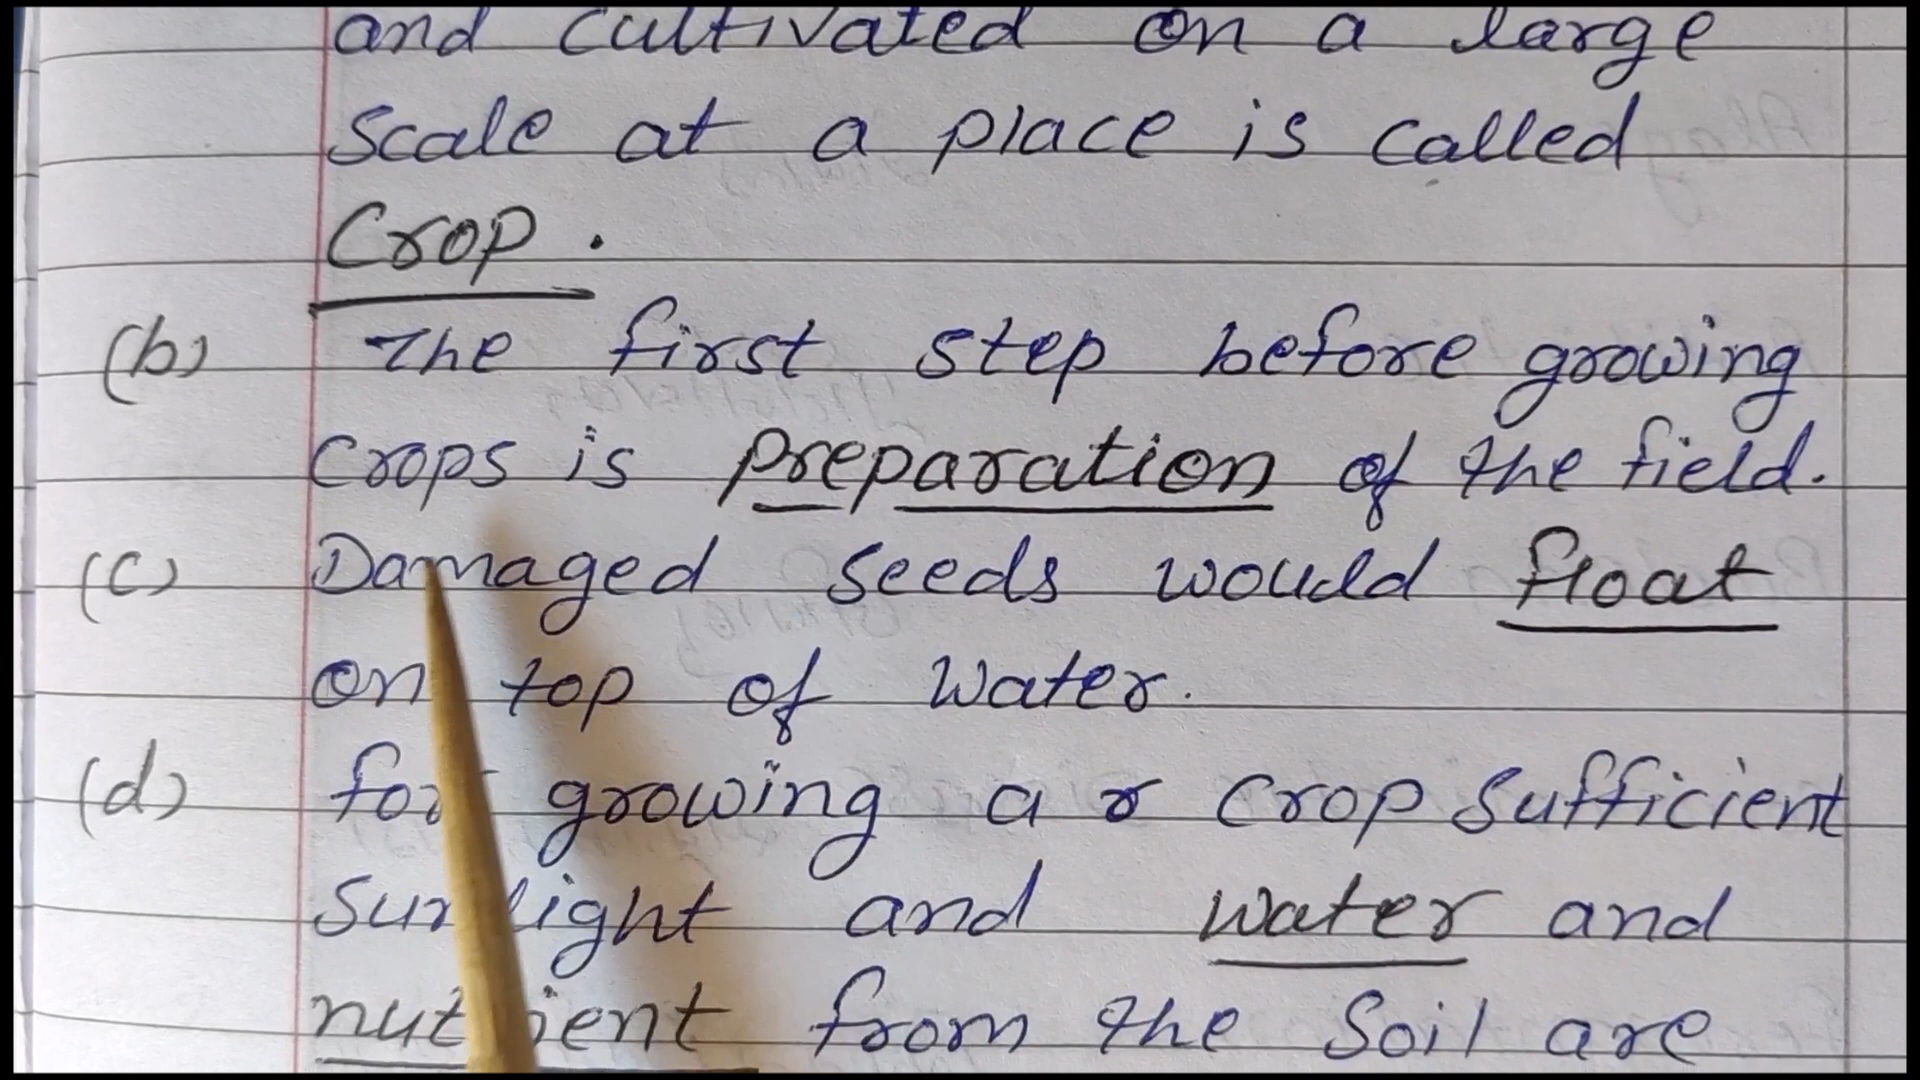 and cultivated on a large
Scale at a place is called
Crop.
(b) The first step before growing
Crops is preparation of the field.
(c) Damaged seeds would float
on top of Water.
(d) for growing a r crop sufficient
sunlight and water and
nutrient from the Soil are